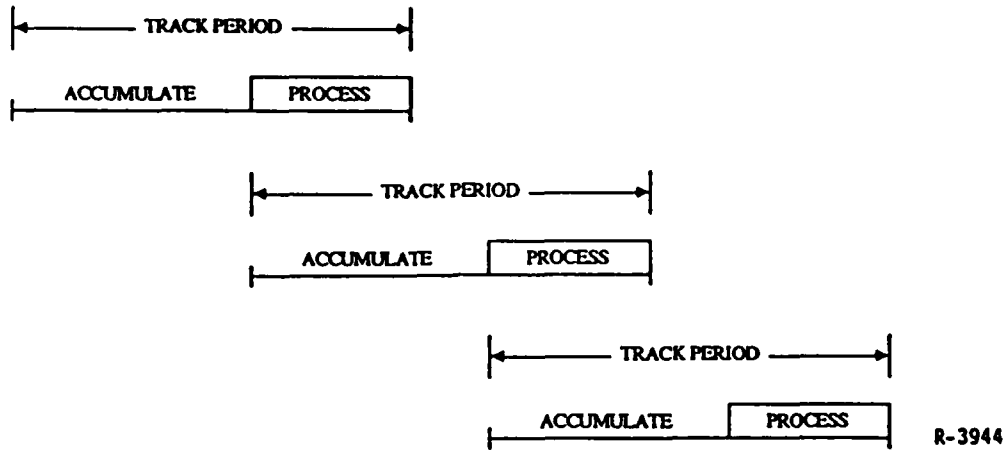 TRACK PERIOD
ACCUMULATE PROCESS
TRACK PERIOD
ACCUMULATE PROCESS
TRACK PERIOD
ACCUMULATE PROCESS
R-3944